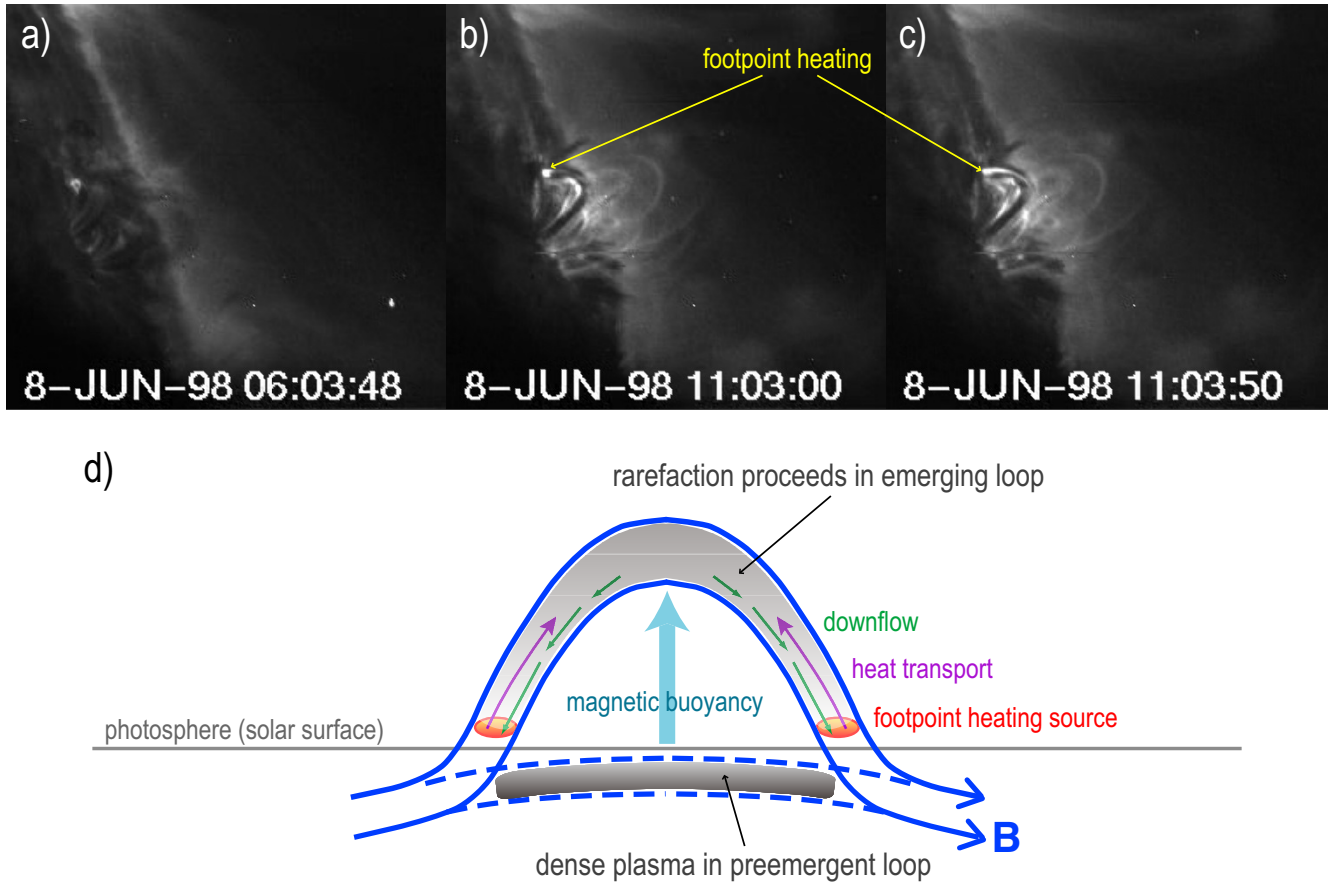 a)
b)
c)
footpoint heating
8-JUN-98 06:03:48
8-JUN-98 11:03:00
8-JUN-98 11:03:50
d)
rarefaction proceeds in emerging loop
downflow
heat transport
magnetic buoyancy
footpoint heating source
photosphere (solar surface)
B
dense plasma in preemergent loop